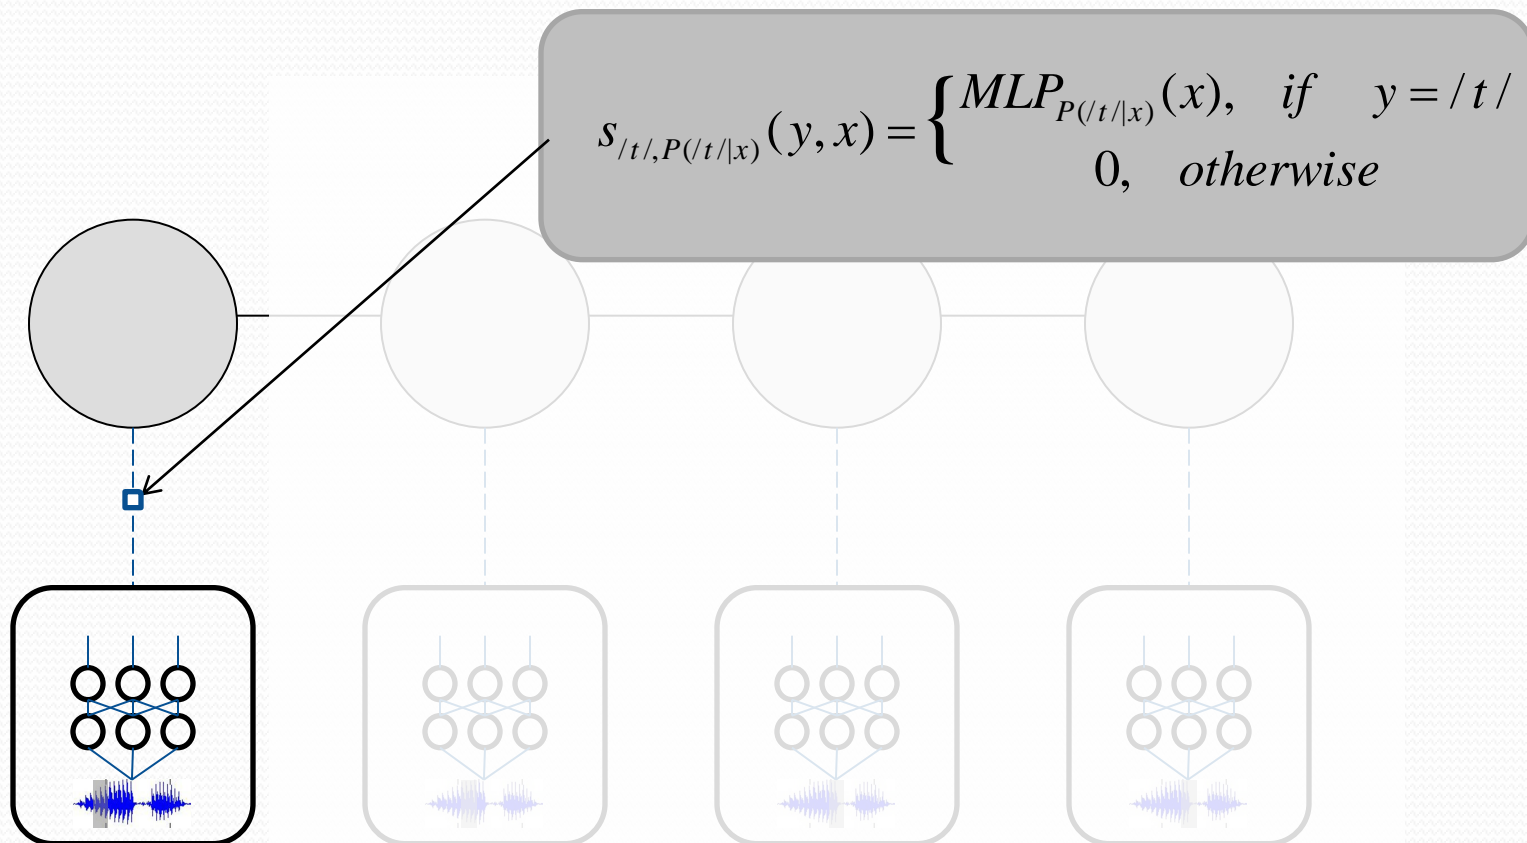 s_{/t/,P(/t/|x)}(y,x) = { MLP_{P(/t/|x)}(x), if y = /t/
0, otherwise